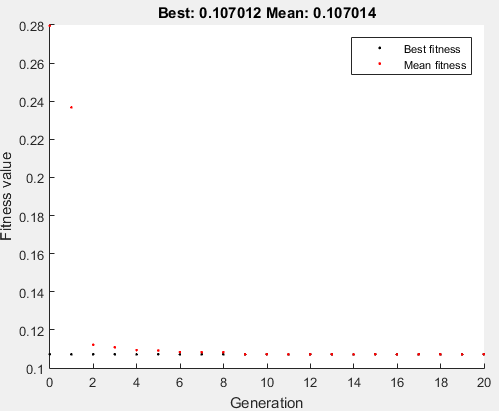 Best: 0.107012 Mean: 0.107014
Best fitness
Mean fitness
Fitness value
0.28
0.26
0.24
0.22
0.2
0.18
0.16
0.14
0.12
0.1
0 2 4 6 8 10 12 14 16 18 20
Generation